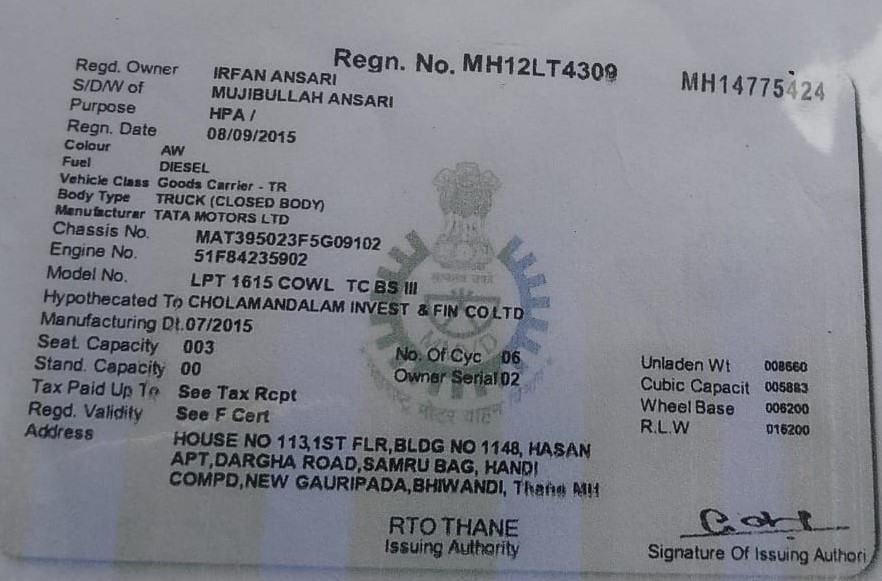 Regn. No. MH12LT4309
MH14775424
Regd. Owner IRFAN ANSARI
S/D/W of MUJIBULLAH ANSARI
Purpose HPA /
Regn. Date 08/09/2015
Colour AW
Fuel DIESEL
Vehicle Class Goods Carrier - TR
Body Type TRUCK (CLOSED BODY)
Manufacturar TATA MOTORS LTD
Chassis No. MAT395023F5G09102
Engine No. 51F84235902
Model No. LPT 1615 COWL TC BS III
Hypothecated To CHOLAMANDALAM INVEST & FIN CO LTD
Manufacturing Dt.07/2015
Seat. Capacity 003 No. Of Cyc 06 Unladen Wt 008660
Stand. Capacity 00 Owner Serial 02 Cubic Capacit 005883
Tax Paid Up To See Tax Rcpt Wheel Base 006200
Regd. Validity See F Cert R.L.W 016200
Address HOUSE NO 113,1ST FLR,BLDG NO 1148, HASAN
APT,DARGHA ROAD,SAMRU BAG, HANDI
COMPD,NEW GAURIPADA,BHIWANDI, Thane MH
RTO THANE
Issuing Authority
Signature Of Issuing Authori